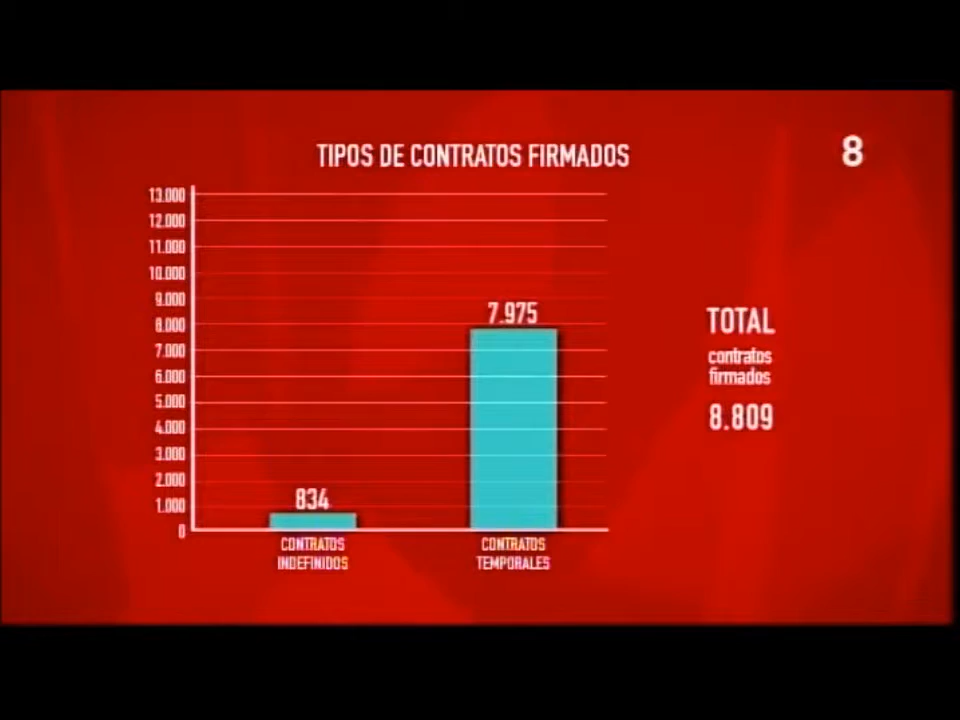 TIPOS DE CONTRATOS FIRMADOS
8
13.000
12.000
11.000
10.000
9.000
8.000
7.000
6.000
5.000
4.000
3.000
2.000
1.000
0
834
7.975
CONTRATOS
INDEFINIDOS
CONTRATOS
TEMPORALES
TOTAL
contratos
firmados
8.809